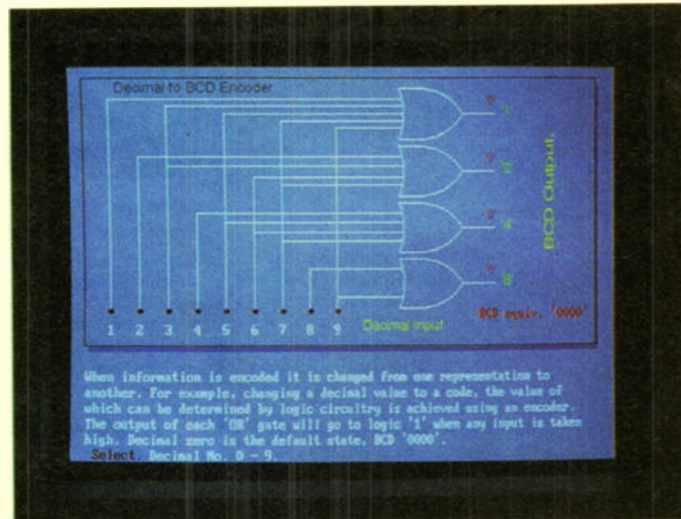 Decimal to BCD Encoder
'1'
'2'
'4'
'8'
BCD Output.
BCD equiv. '0000'
1 2 3 4 5 6 7 8 9
Decimal input
When information is encoded it is changed from one representation to
another. For example, changing a decimal value to a code, the value of
which can be determined by logic circuitry is achieved using an encoder.
The output of each 'OR' gate will go to logic '1' when any input is taken
high. Decimal zero is the default state, BCD '0000'.
Select. Decimal No. 0 - 9.